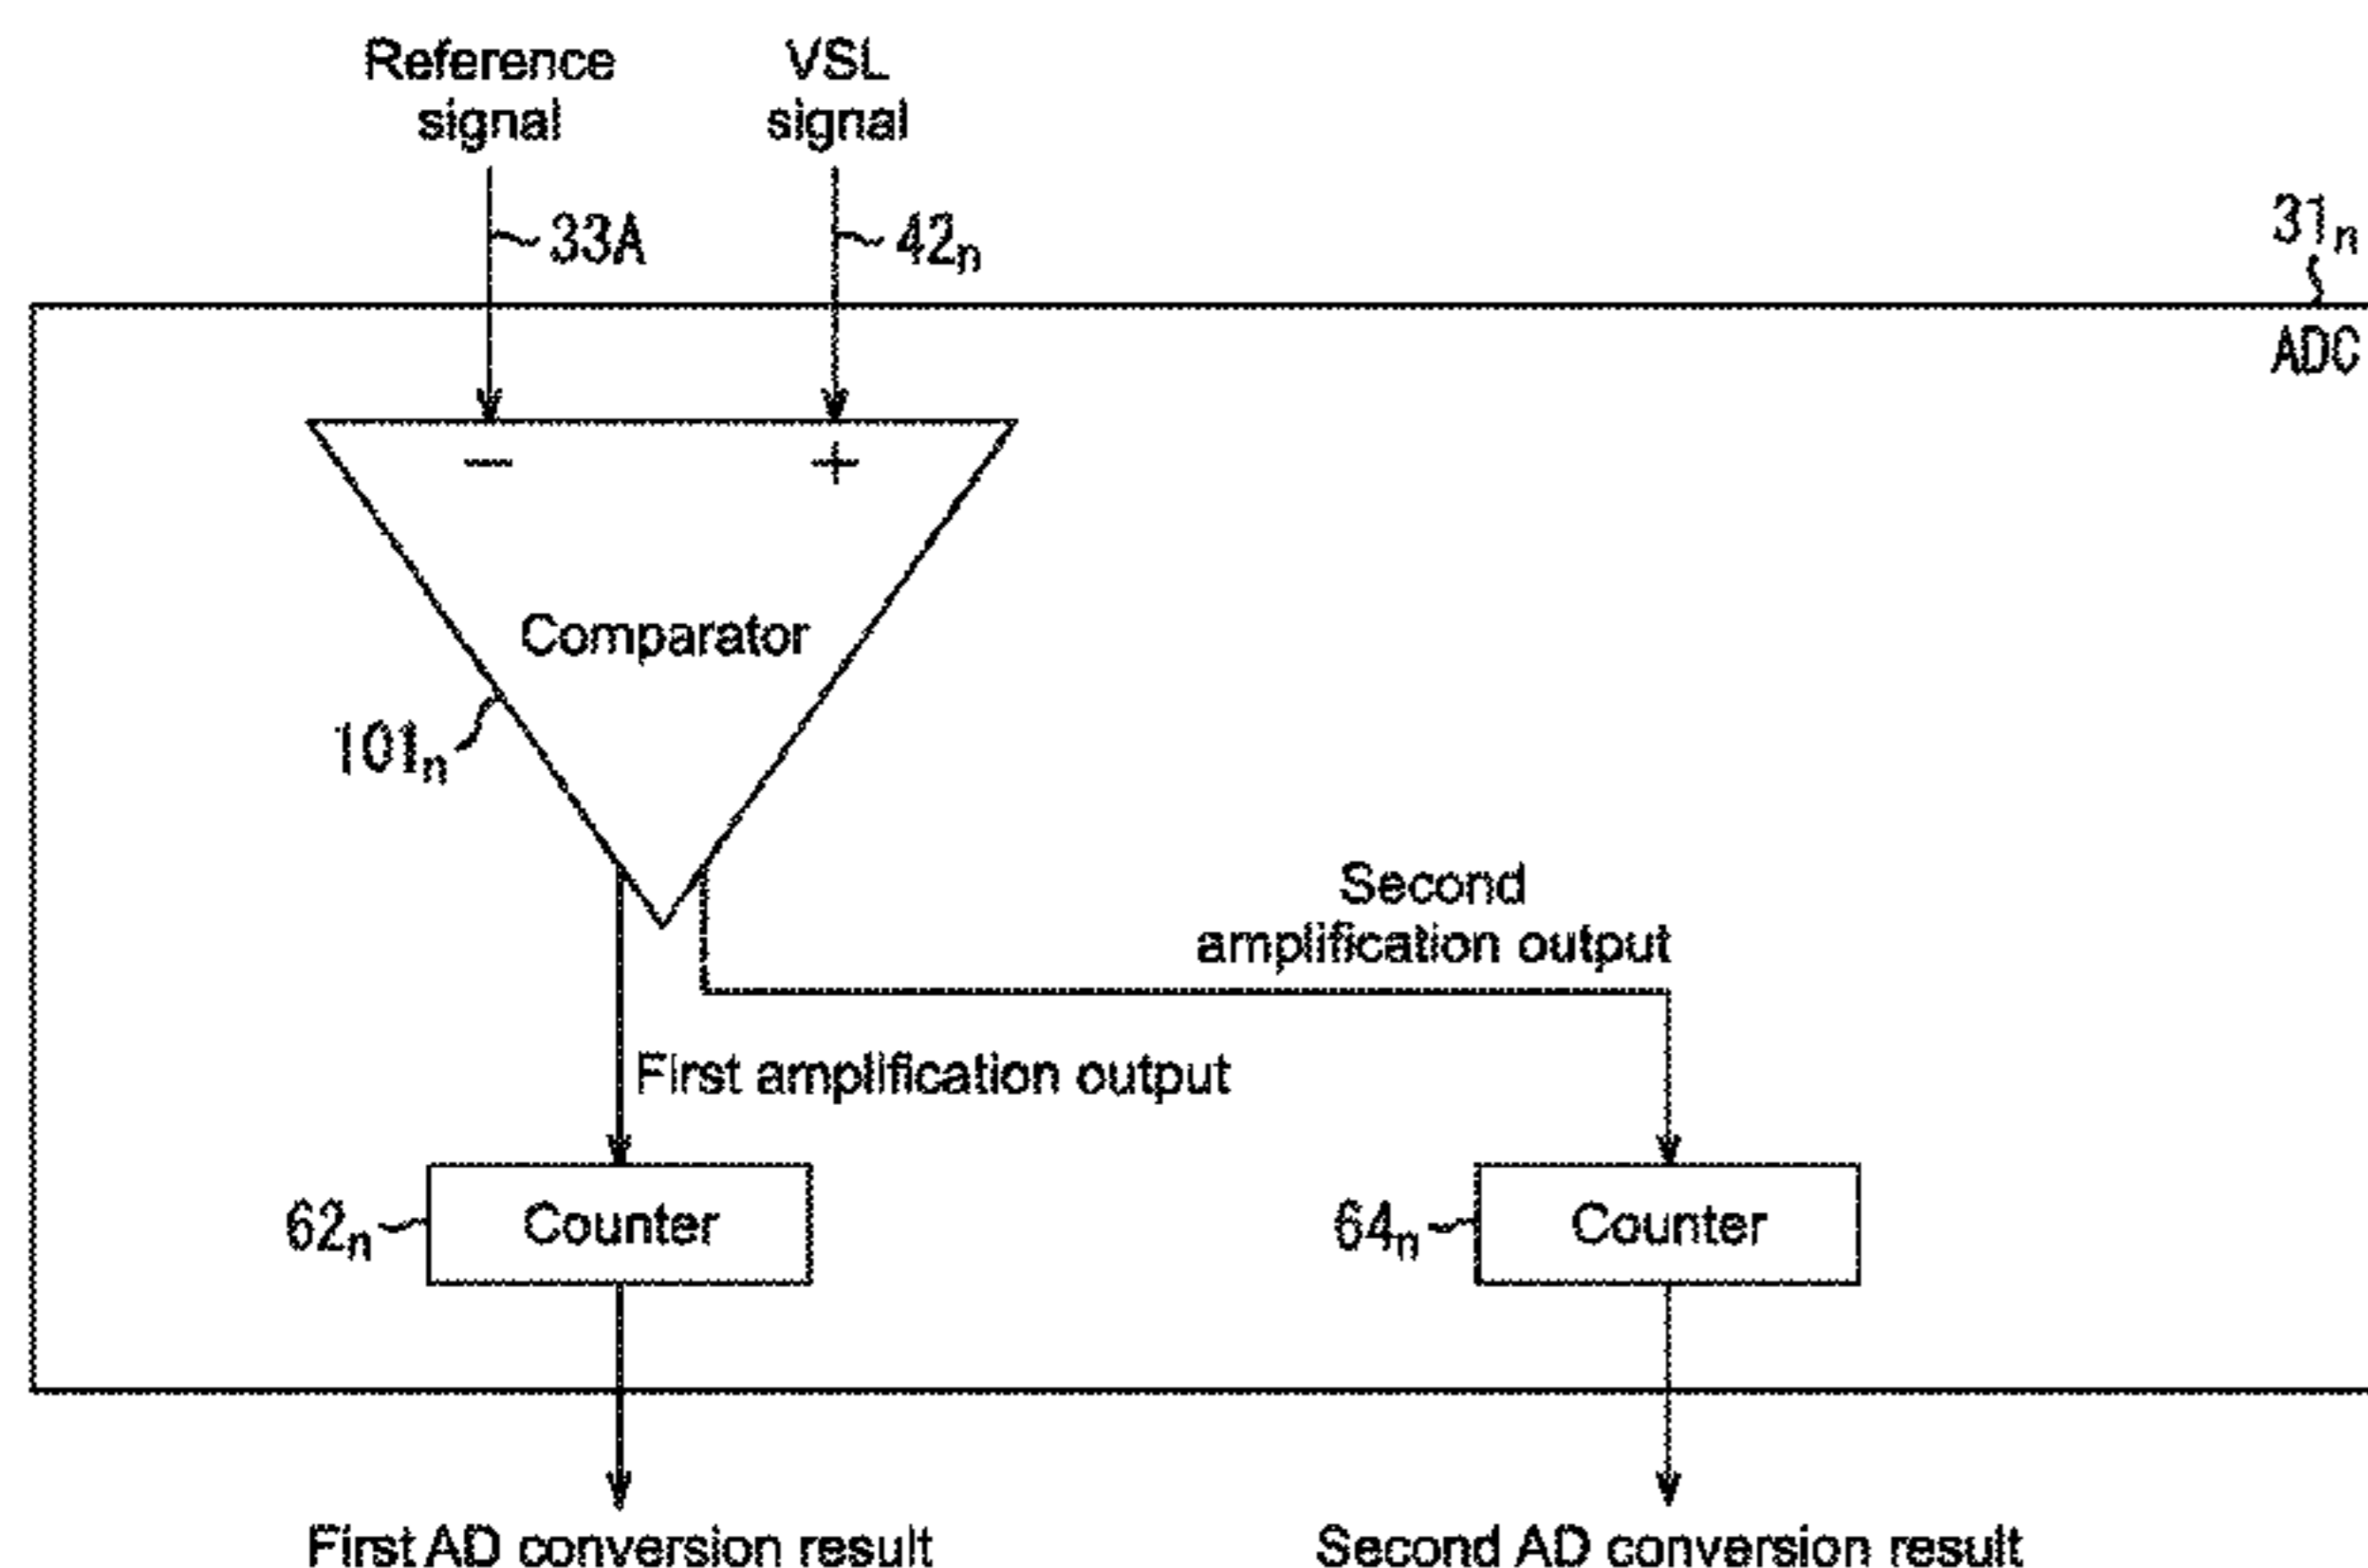 Reference
signal
VSL
signal
33A
42n
31n
ADC
− +
Comparator
101n
Second
amplification output
First amplification output
62n
Counter
64n
Counter
First AD conversion result
Second AD conversion result